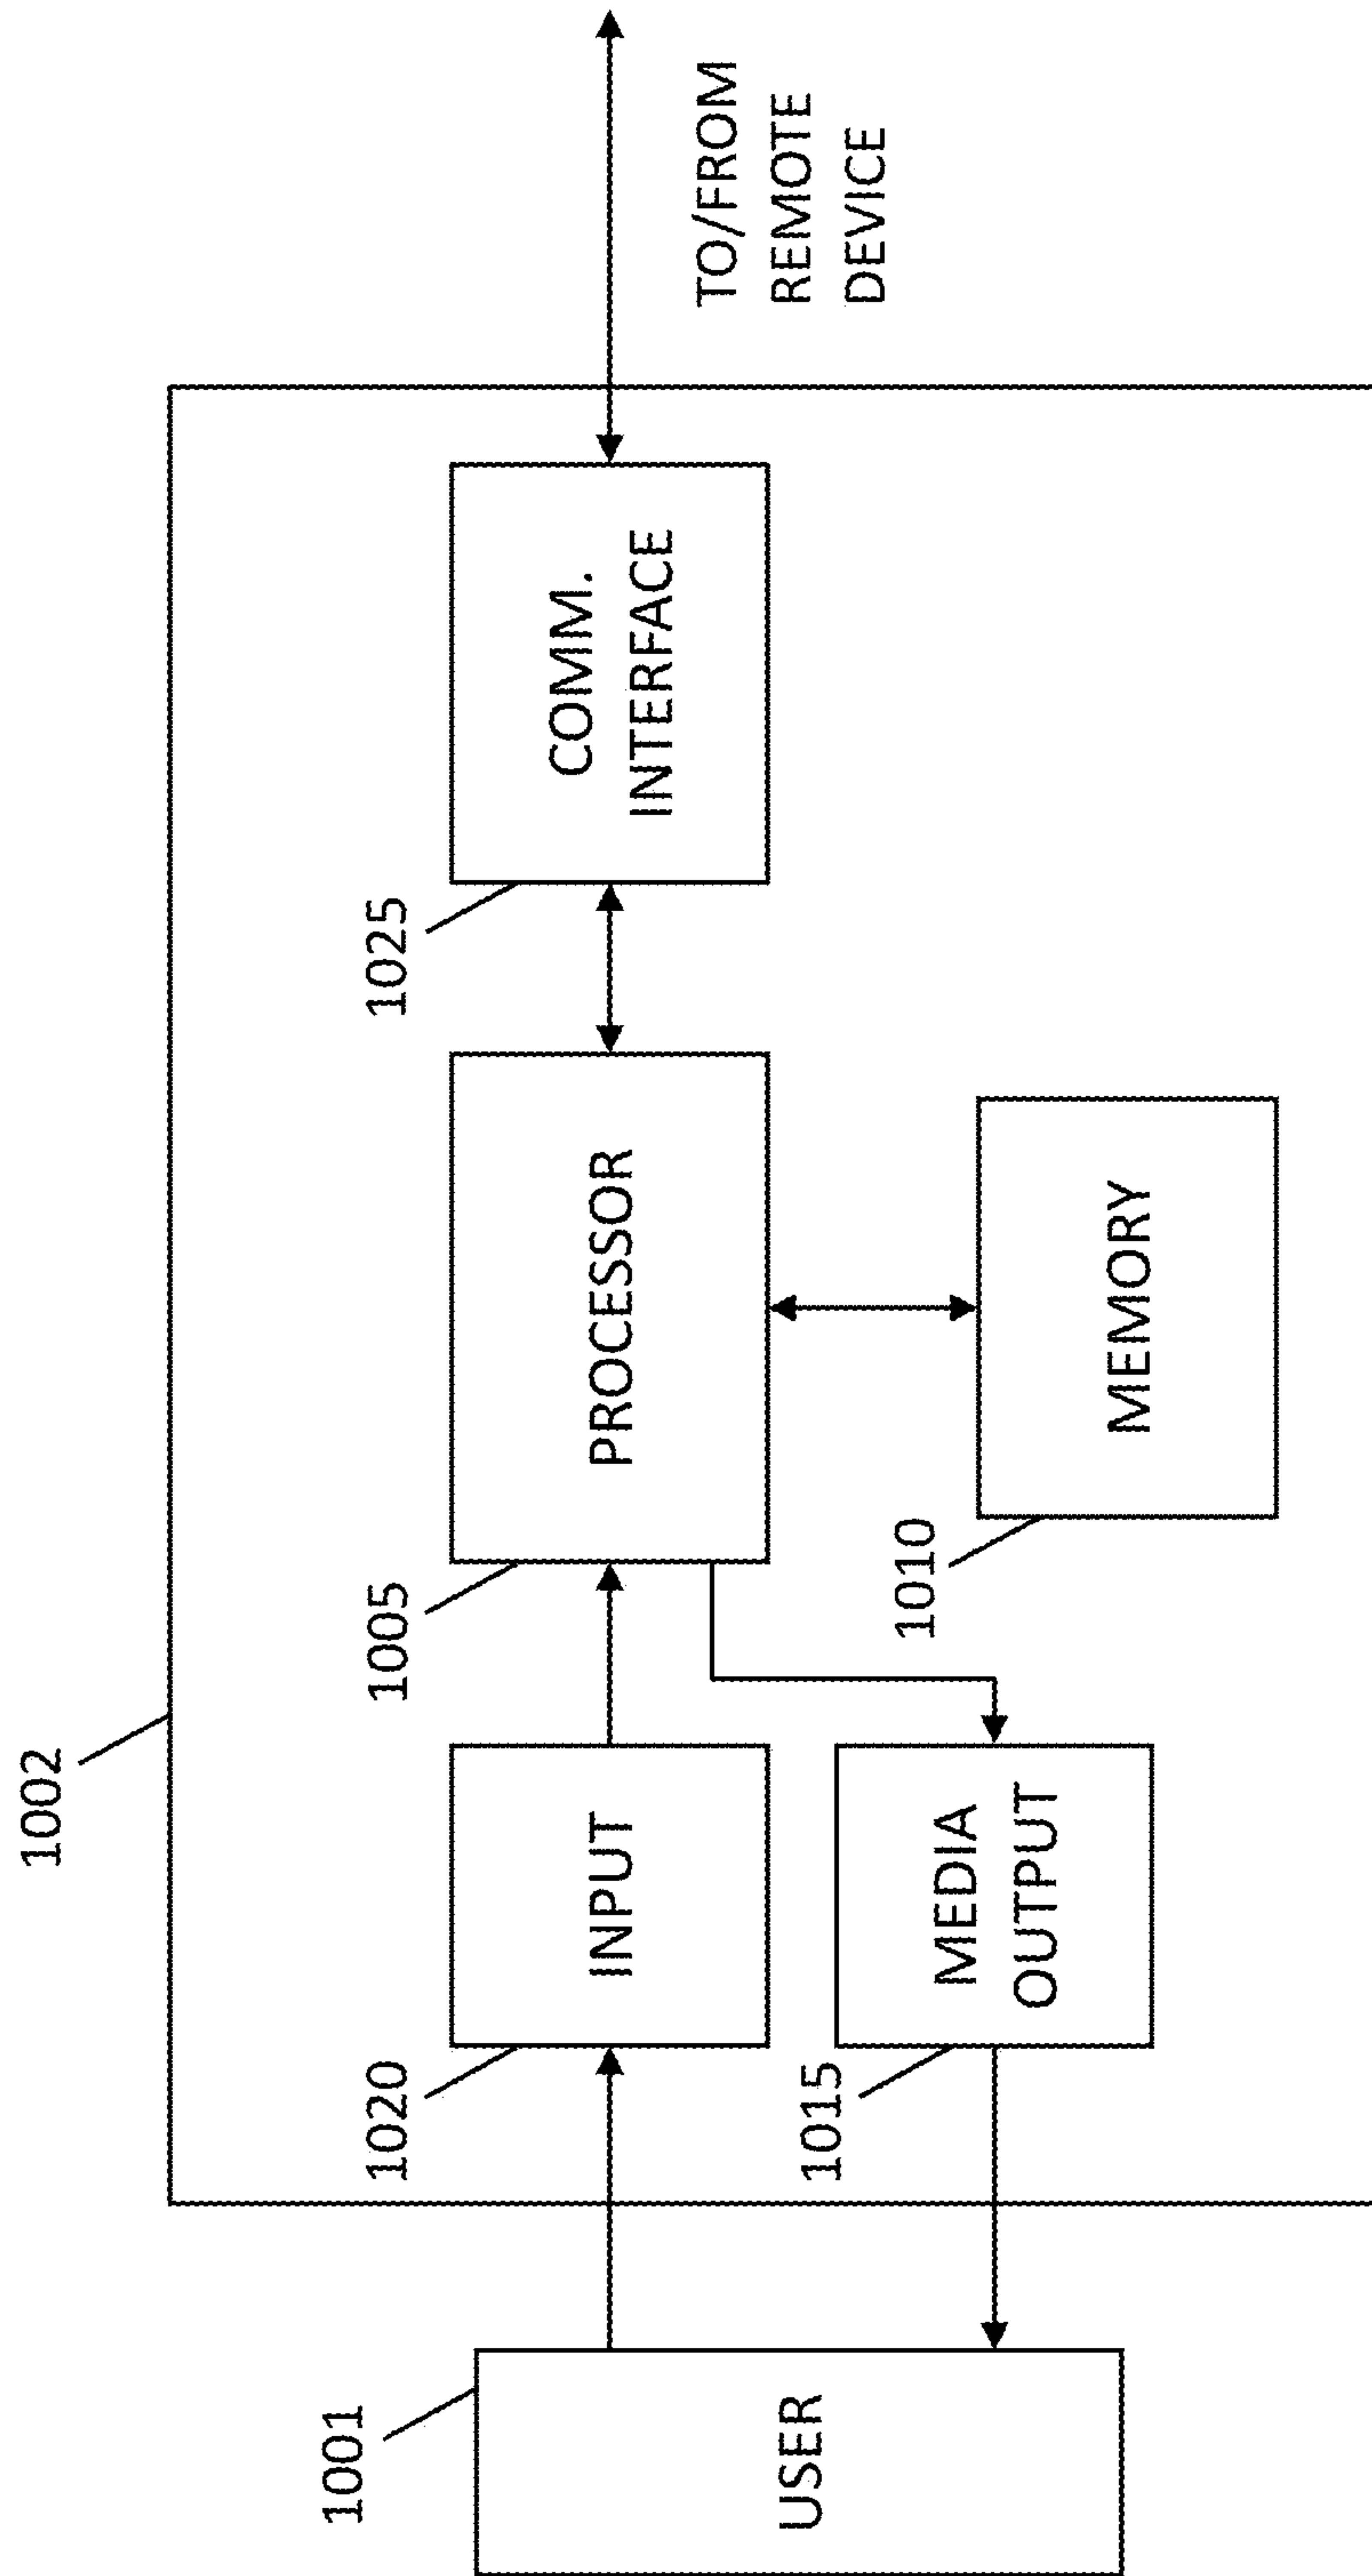 1002
1001
USER
1020
INPUT
1015
MEDIA
OUTPUT
1005
PROCESSOR
1010
MEMORY
1025
COMM.
INTERFACE
TO/FROM
REMOTE
DEVICE